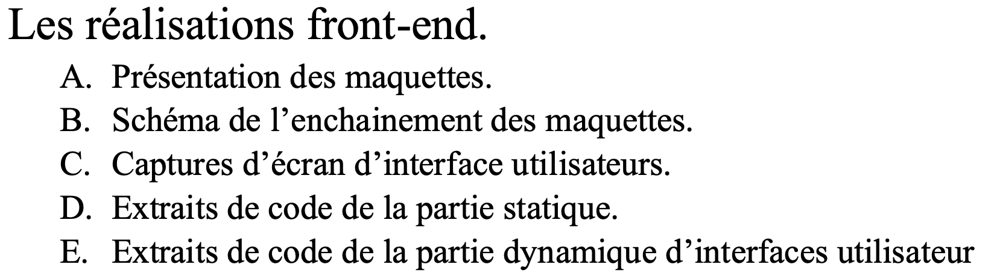 Les réalisations front-end.
A. Présentation des maquettes.
B. Schéma de l’enchainement des maquettes.
C. Captures d’écran d’interface utilisateurs.
D. Extraits de code de la partie statique.
E. Extraits de code de la partie dynamique d’interfaces utilisateur